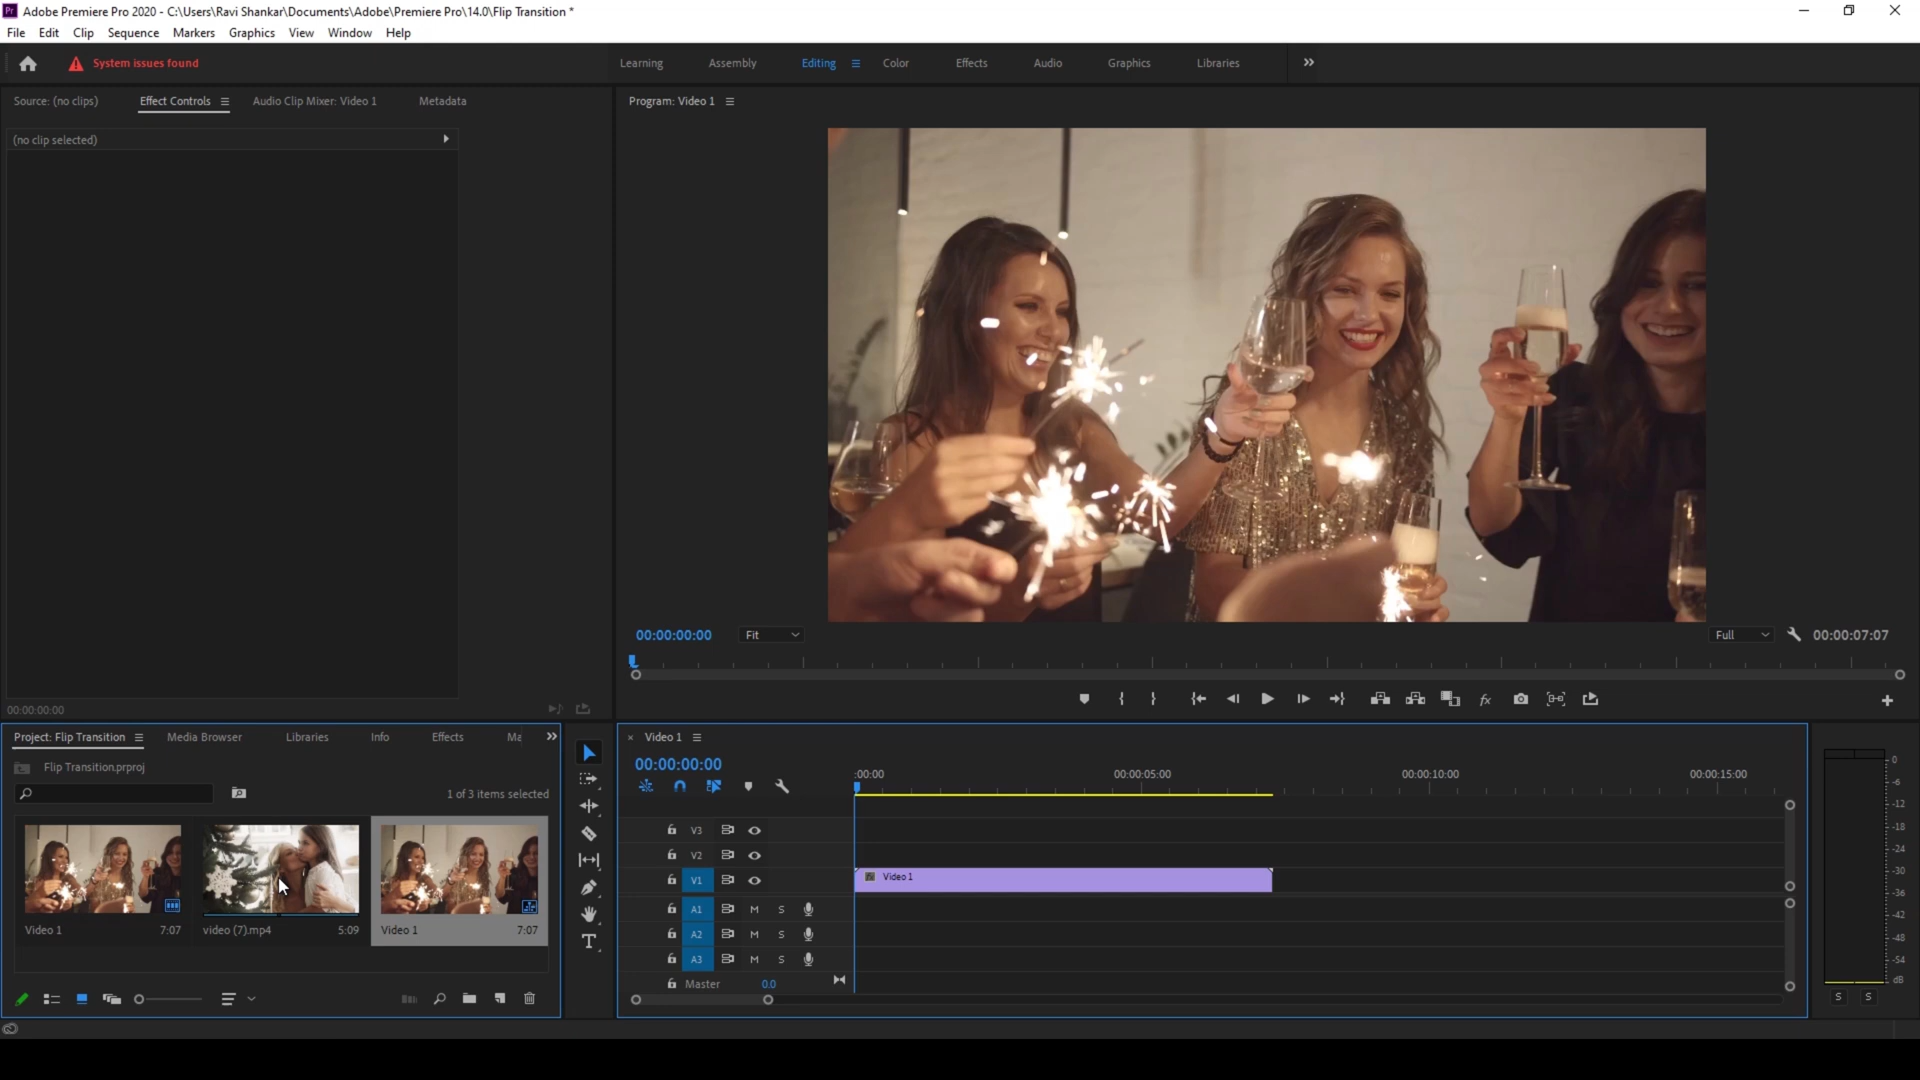 Adobe Premiere Pro 2020 - C:\Users\Ravi Shankar\Documents\Adobe\Premiere Pro\14.0\Flip Transition *
File Edit Clip Sequence Markers Graphics View Window Help
System issues found
Learning Assembly Editing Color Effects Audio Graphics Libraries
Source: (no clips) Effect Controls Audio Clip Mixer: Video 1 Metadata
Program: Video 1
(no clip selected)
00:00:00:00 Fit Full 00:00:07:07
00:00:00:00
Project: Flip Transition Media Browser Libraries Info Effects Ma
Flip Transition.prproj
1 of 3 items selected
Video 1 7:07
video (7).mp4 5:09
Video 1 7:07
Video 1
00:00:00:00
:00:00 00:00:05:00 00:00:10:00 00:00:15:00
V3
V2
V1 Video 1
A1 M S
A2 M S
A3 M S
Master 0.0
0
-6
-12
-18
-24
-30
-36
-42
-48
-54
dB
S S